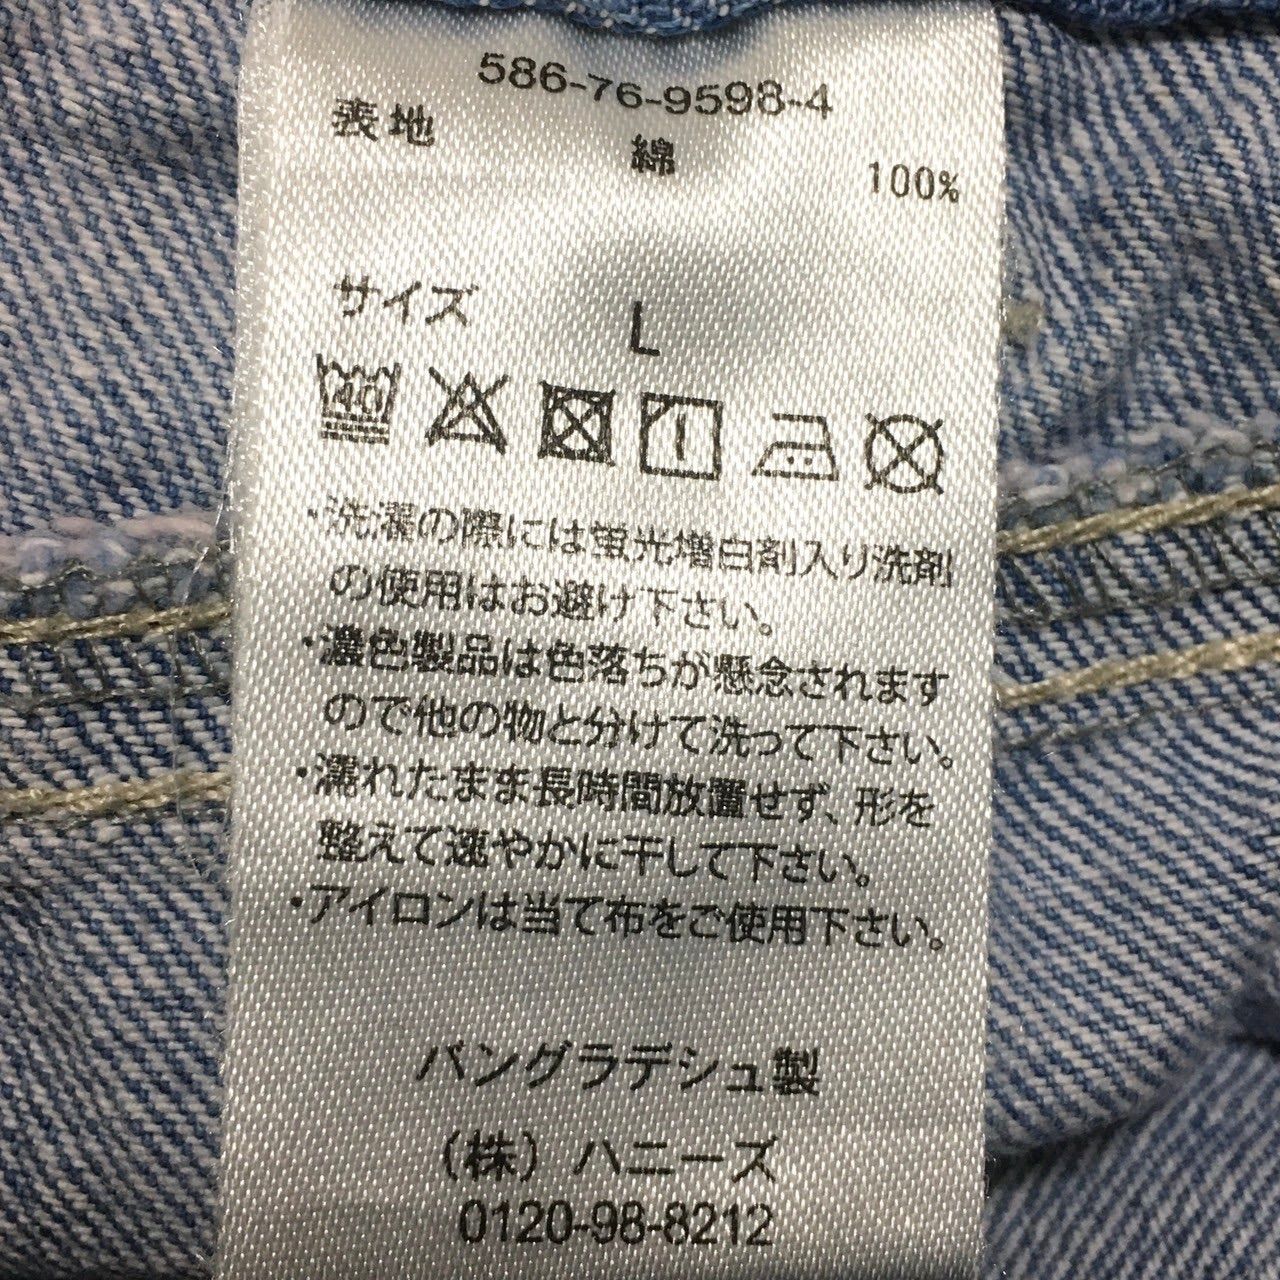 586-76-9598-4
表地 綿 100%
サイズ L
40
・洗濯の際には蛍光増白剤入り洗剤
の使用はお避け下さい。
・濃色製品は色落ちが懸念されます
ので他の物と分けて洗って下さい。
・濡れたまま長時間放置せず、形を
整えて速やかに干して下さい。
・アイロンは当て布をご使用下さい。
バングラデシュ製
（株）ハニーズ
0120-98-8212